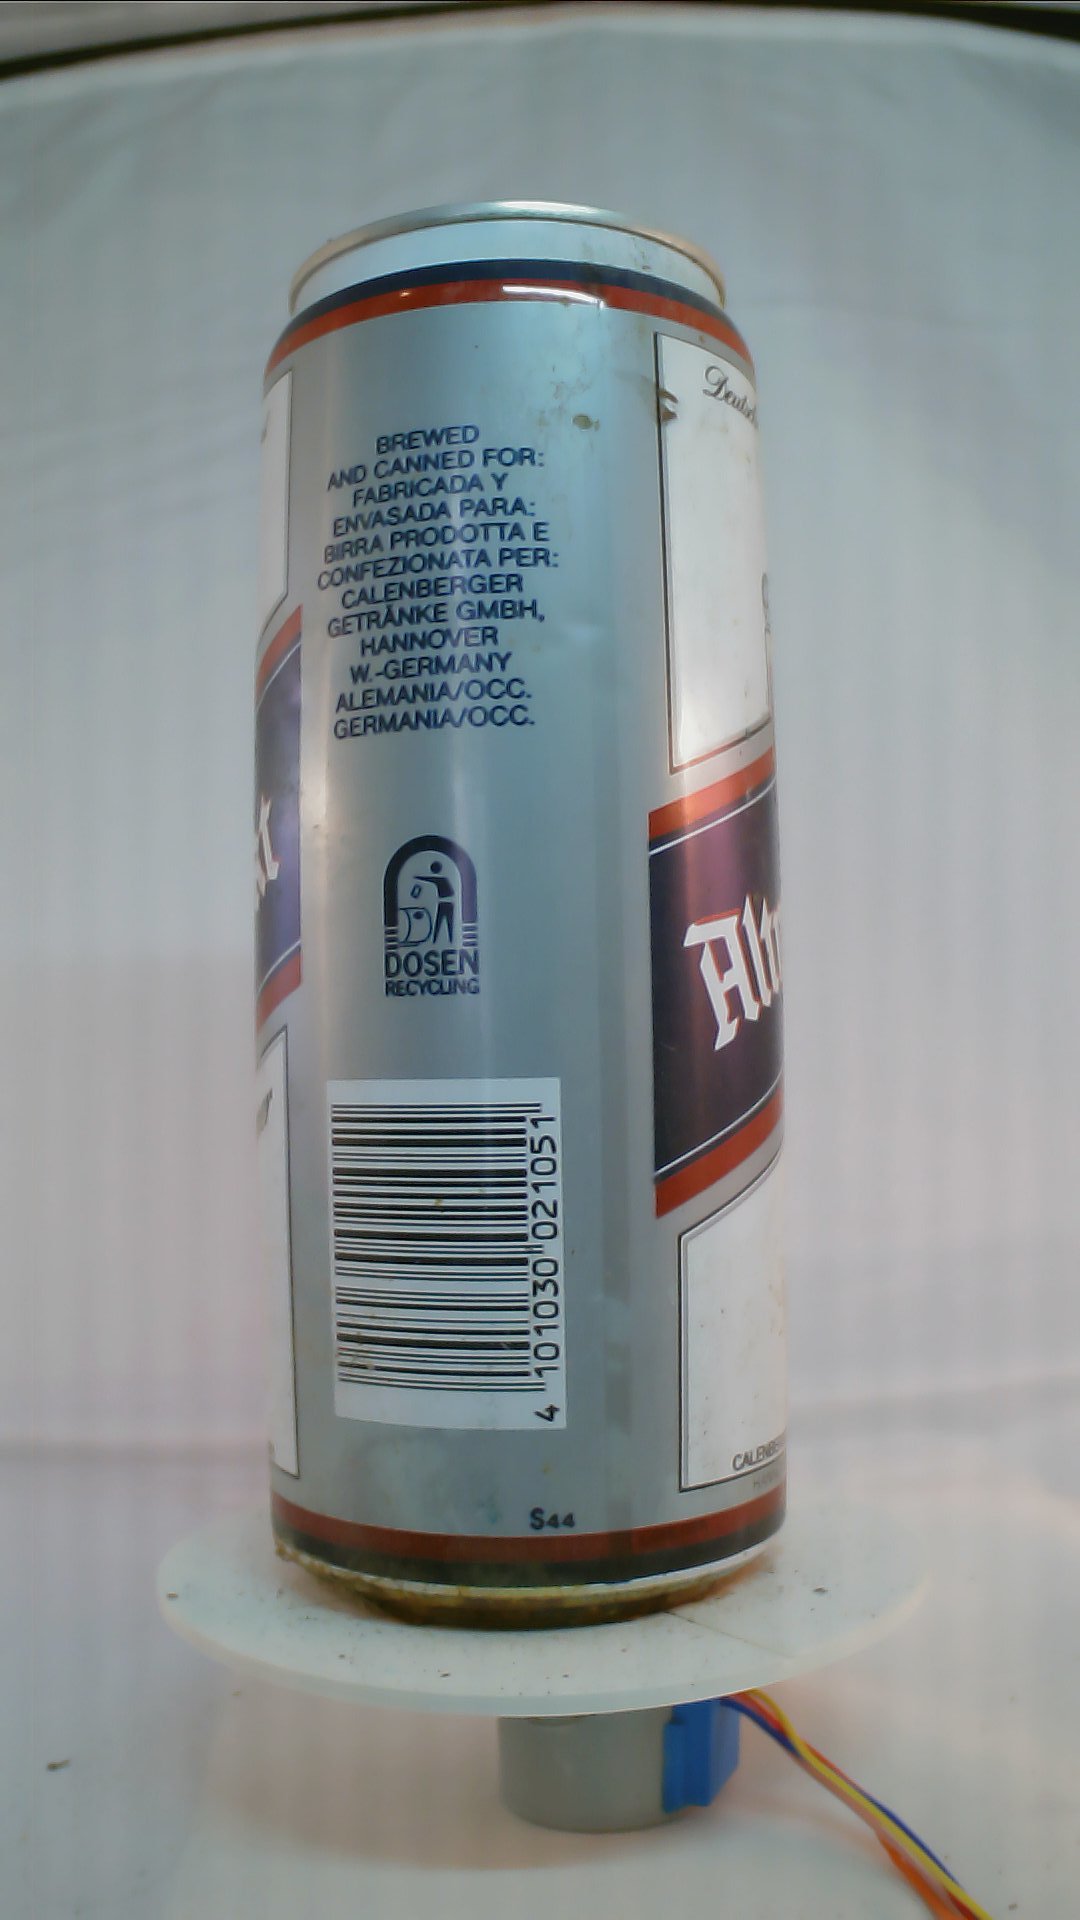 BREWED
AND CANNED FOR:
FABRICADA Y
ENVASADA PARA:
BIRRA PRODOTTA E
CONFEZIONATA PER:
CALENBERGER
GETRÄNKE GMBH,
HANNOVER
W.-GERMANY
ALEMANIA/OCC.
GERMANIA/OCC.
DOSEN
RECYCLING
4 101030 021051
S44